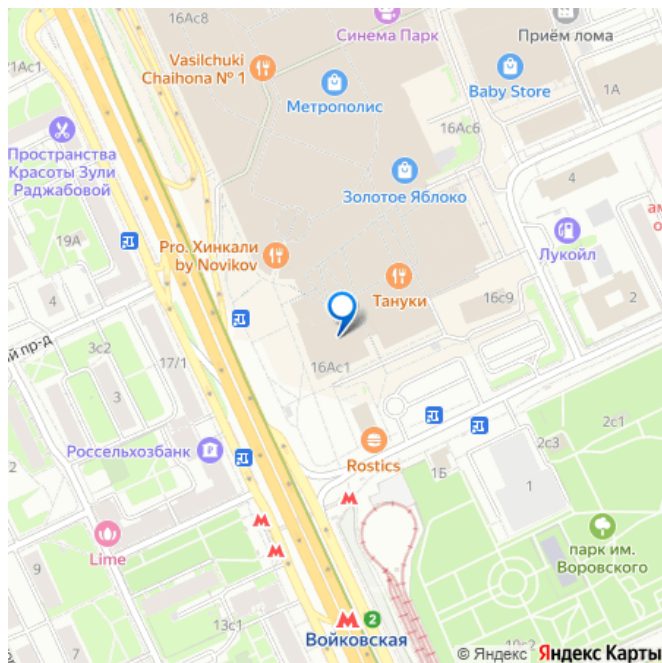 16Ас8
Синема Парк
Приём лома
Vasilchuki
Chaihona № 1
21Ас1
Метрополис
Baby Store
1А
16Ас6
Пространства
Красоты Зули
Раджабовой
Золотое Яблоко
4
ам
о
19А
Pro. Хинкали
by Novikov
Лукойл
Тануки
16с9
2
4
й пр-д
3с2
17/1
16Ас1
3
2с1
2с3
Россельхозбанк
Rostics
1Б
2
1
Lime
парк им.
Воровского
9
13с1
2
Войковская
7
© Яндекс Яндекс Карты